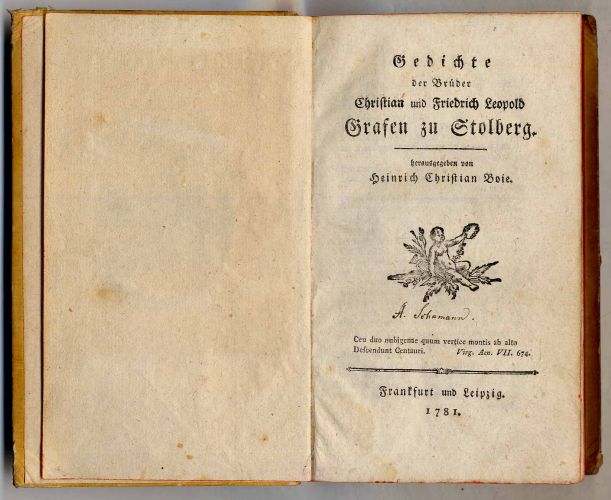 Gedichte
der Brüder
Christian und Friedrich Leopold
Grafen zu Stolberg.
herausgegeben von
Heinrich Christian Boie.
A. Schamann.
Ceu duo nubigenae quum vertice montis ab alto
Descendunt Centauri. Virg. Aen. VII. 674.
Frankfurt und Leipzig.
1781.